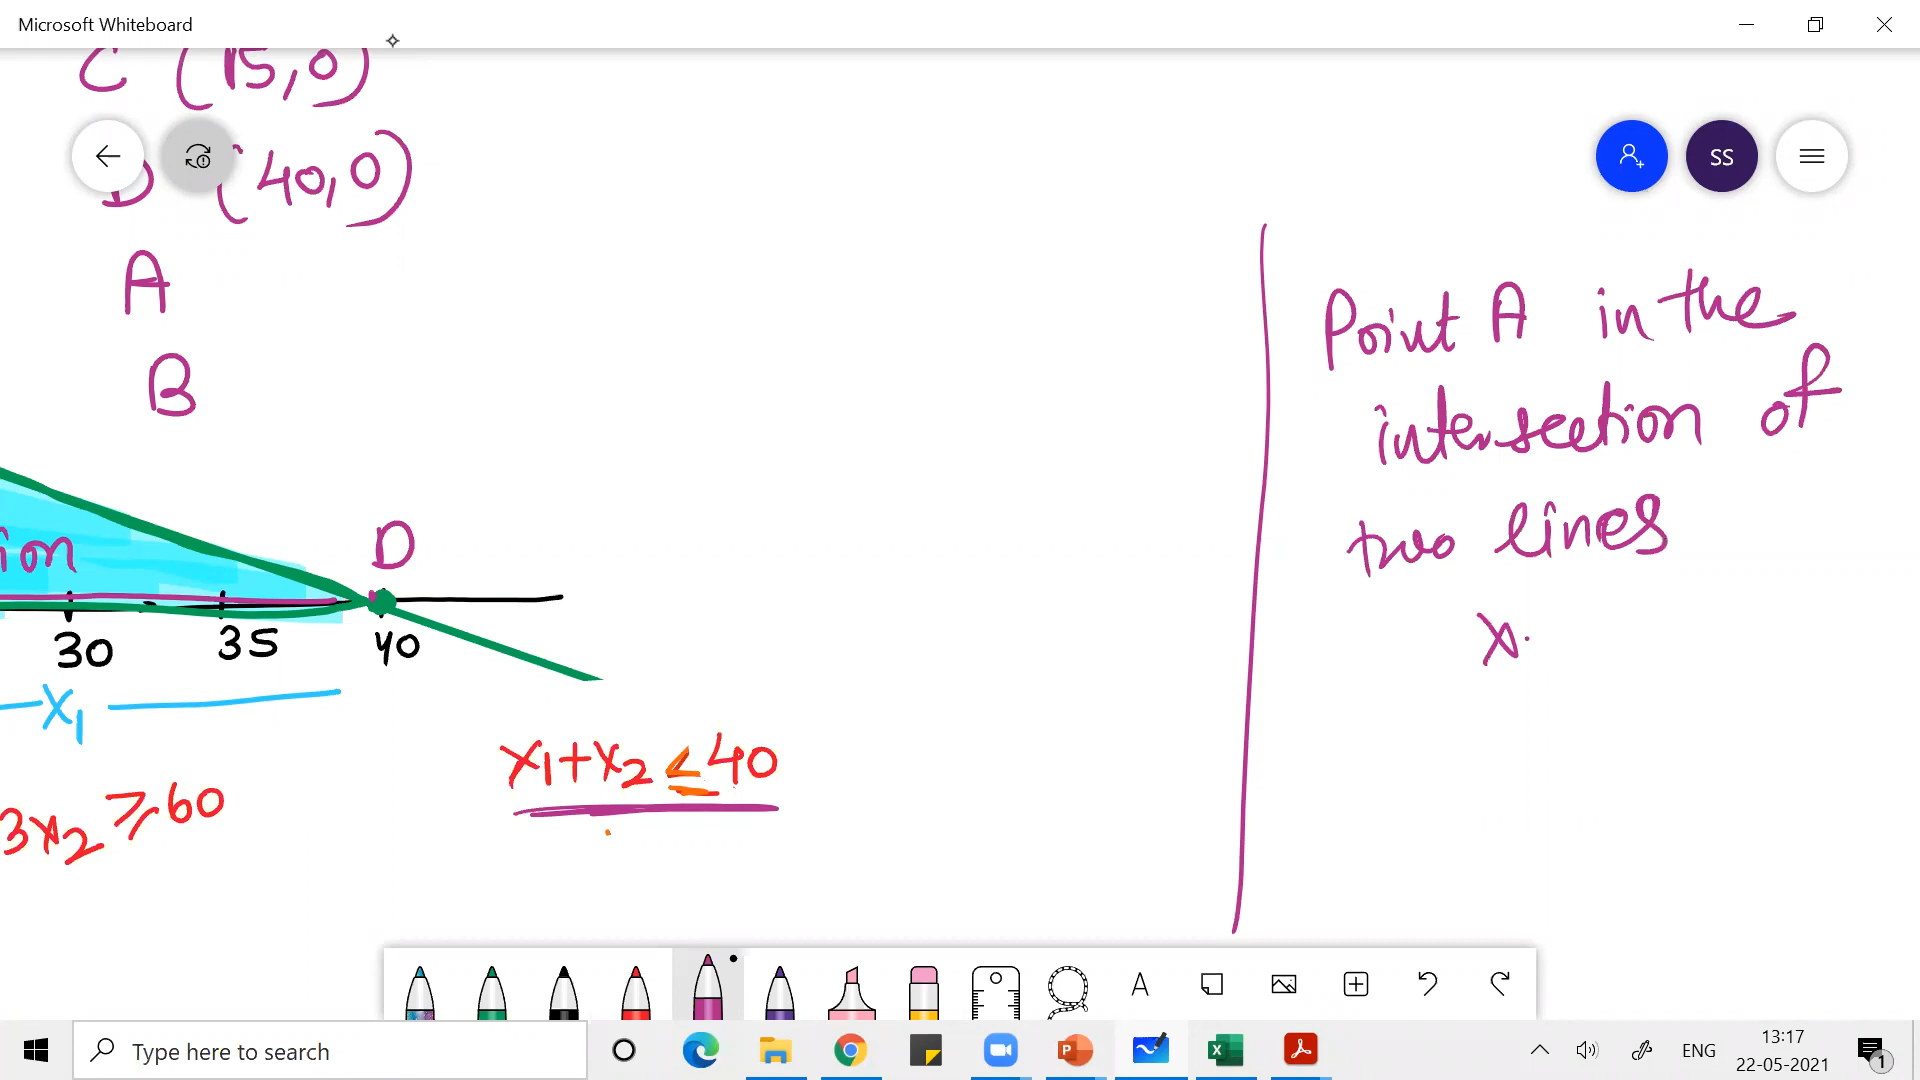 Microsoft Whiteboard
C (15,0)
D (40,0)
A
B
SS
Point A in the
intersection of
two lines
x
D
ion
30 35 40
x1
x1+x2 ≤ 40
3x2 ≥ 60
A
Type here to search
ENG
13:17
22-05-2021
1